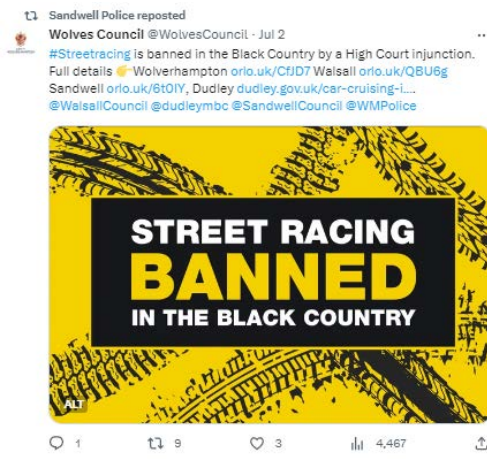 Sandwell Police reposted
Wolves Council @WolvesCouncil · Jul 2
#Streetracing is banned in the Black Country by a High Court injunction.
Full details 👉Wolverhampton orlo.uk/CfJD7 Walsall orlo.uk/QBU6g
Sandwell orlo.uk/6t0IY, Dudley dudley.gov.uk/car-cruising-i....
@WalsallCouncil @dudleymbc @SandwellCouncil @WMPolice
STREET RACING
BANNED
IN THE BLACK COUNTRY
ALT
1 9 3 4,467